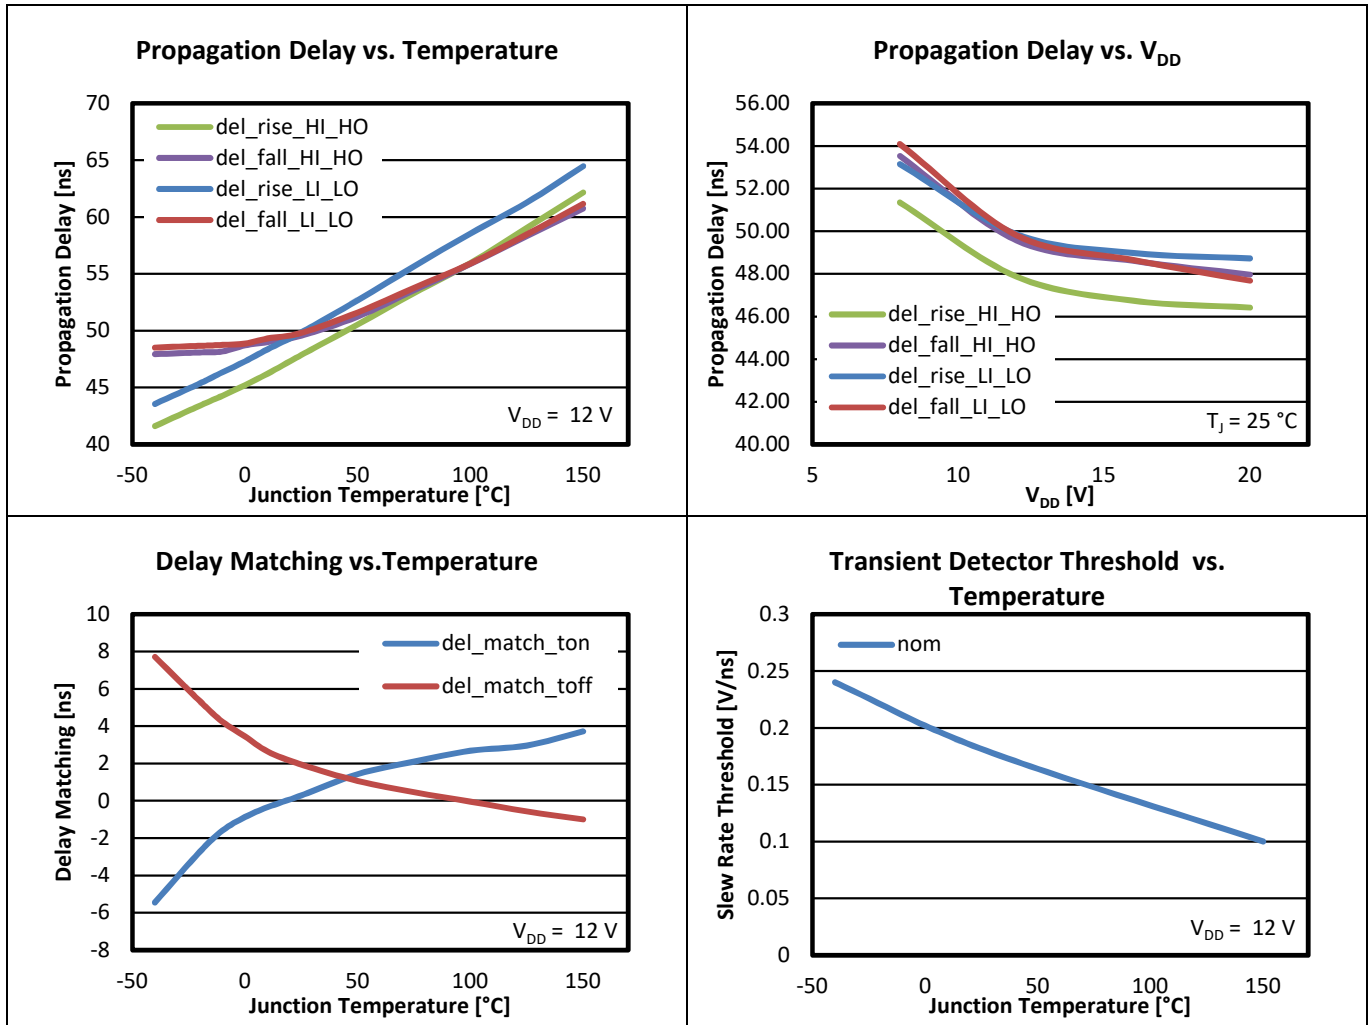 Propagation Delay vs. Temperature
Propagation Delay [ns]
70
65
60
55
50
45
40
del_rise_HI_HO
del_fall_HI_HO
del_rise_LI_LO
del_fall_LI_LO
V_DD = 12 V
-50 0 50 100 150
Junction Temperature [°C]
Propagation Delay vs. V_DD
Propagation Delay [ns]
56.00
54.00
52.00
50.00
48.00
46.00
44.00
42.00
40.00
del_rise_HI_HO
del_fall_HI_HO
del_rise_LI_LO
del_fall_LI_LO
T_J = 25 °C
5 10 15 20
V_DD [V]
Delay Matching vs.Temperature
Delay Matching [ns]
10
8
6
4
2
0
-2
-4
-6
-8
del_match_ton
del_match_toff
V_DD = 12 V
-50 0 50 100 150
Junction Temperature [°C]
Transient Detector Threshold vs.
Temperature
Slew Rate Threshold [V/ns]
0.3
0.25
0.2
0.15
0.1
0.05
0
nom
V_DD = 12 V
-50 0 50 100 150
Junction Temperature [°C]